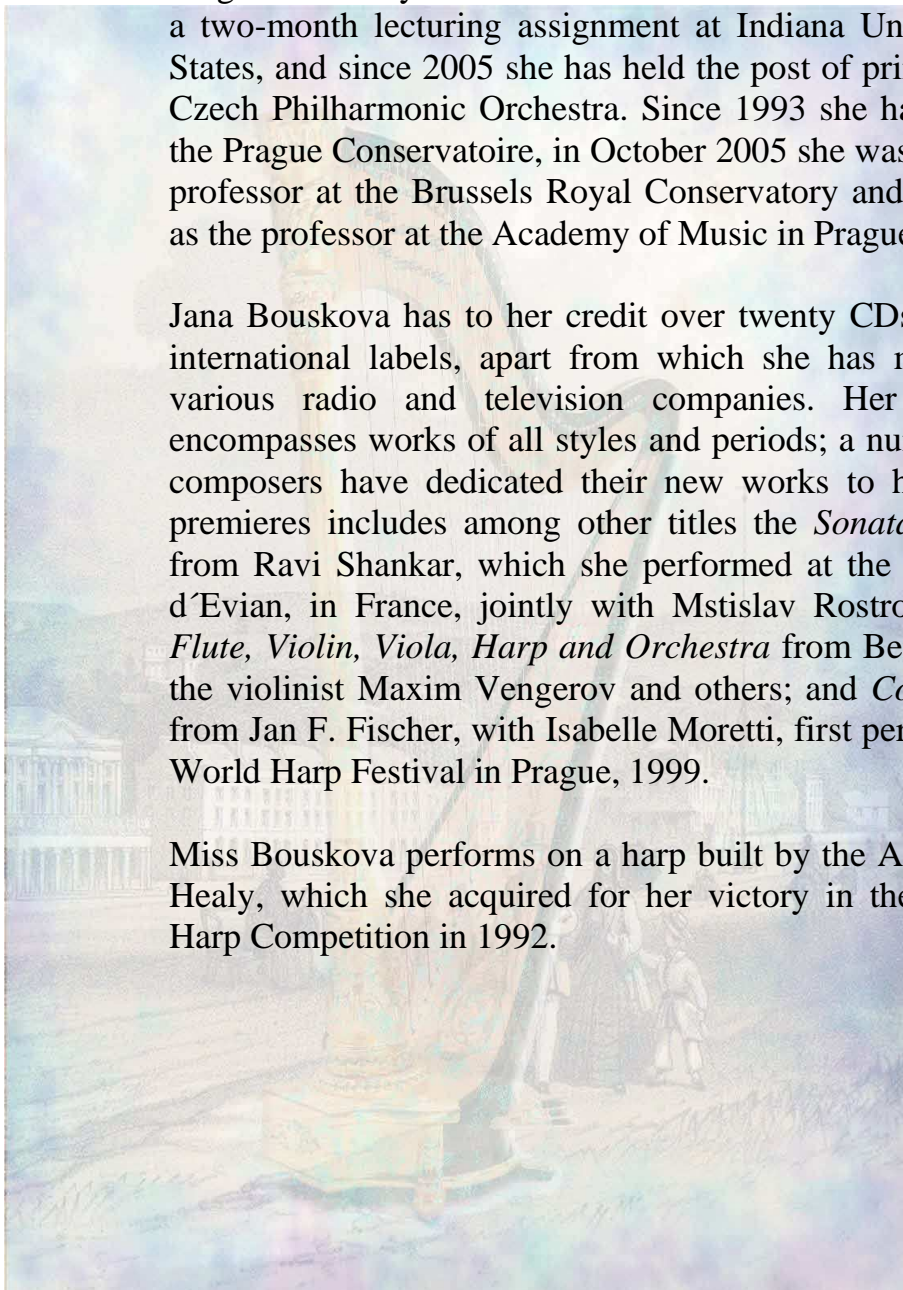 a two-month lecturing assignment at Indiana Un
States, and since 2005 she has held the post of pri
Czech Philharmonic Orchestra. Since 1993 she ha
the Prague Conservatoire, in October 2005 she was
professor at the Brussels Royal Conservatory and
as the professor at the Academy of Music in Prague
Jana Bouskova has to her credit over twenty CDs
international labels, apart from which she has
various radio and television companies. Her
encompasses works of all styles and periods; a nu
composers have dedicated their new works to h
premieres includes among other titles the Sonata
from Ravi Shankar, which she performed at the
d´Evian, in France, jointly with Mstislav Rostro
Flute, Violin, Viola, Harp and Orchestra from Be
the violinist Maxim Vengerov and others; and Co
from Jan F. Fischer, with Isabelle Moretti, first per
World Harp Festival in Prague, 1999.
Miss Bouskova performs on a harp built by the A
Healy, which she acquired for her victory in the
Harp Competition in 1992.